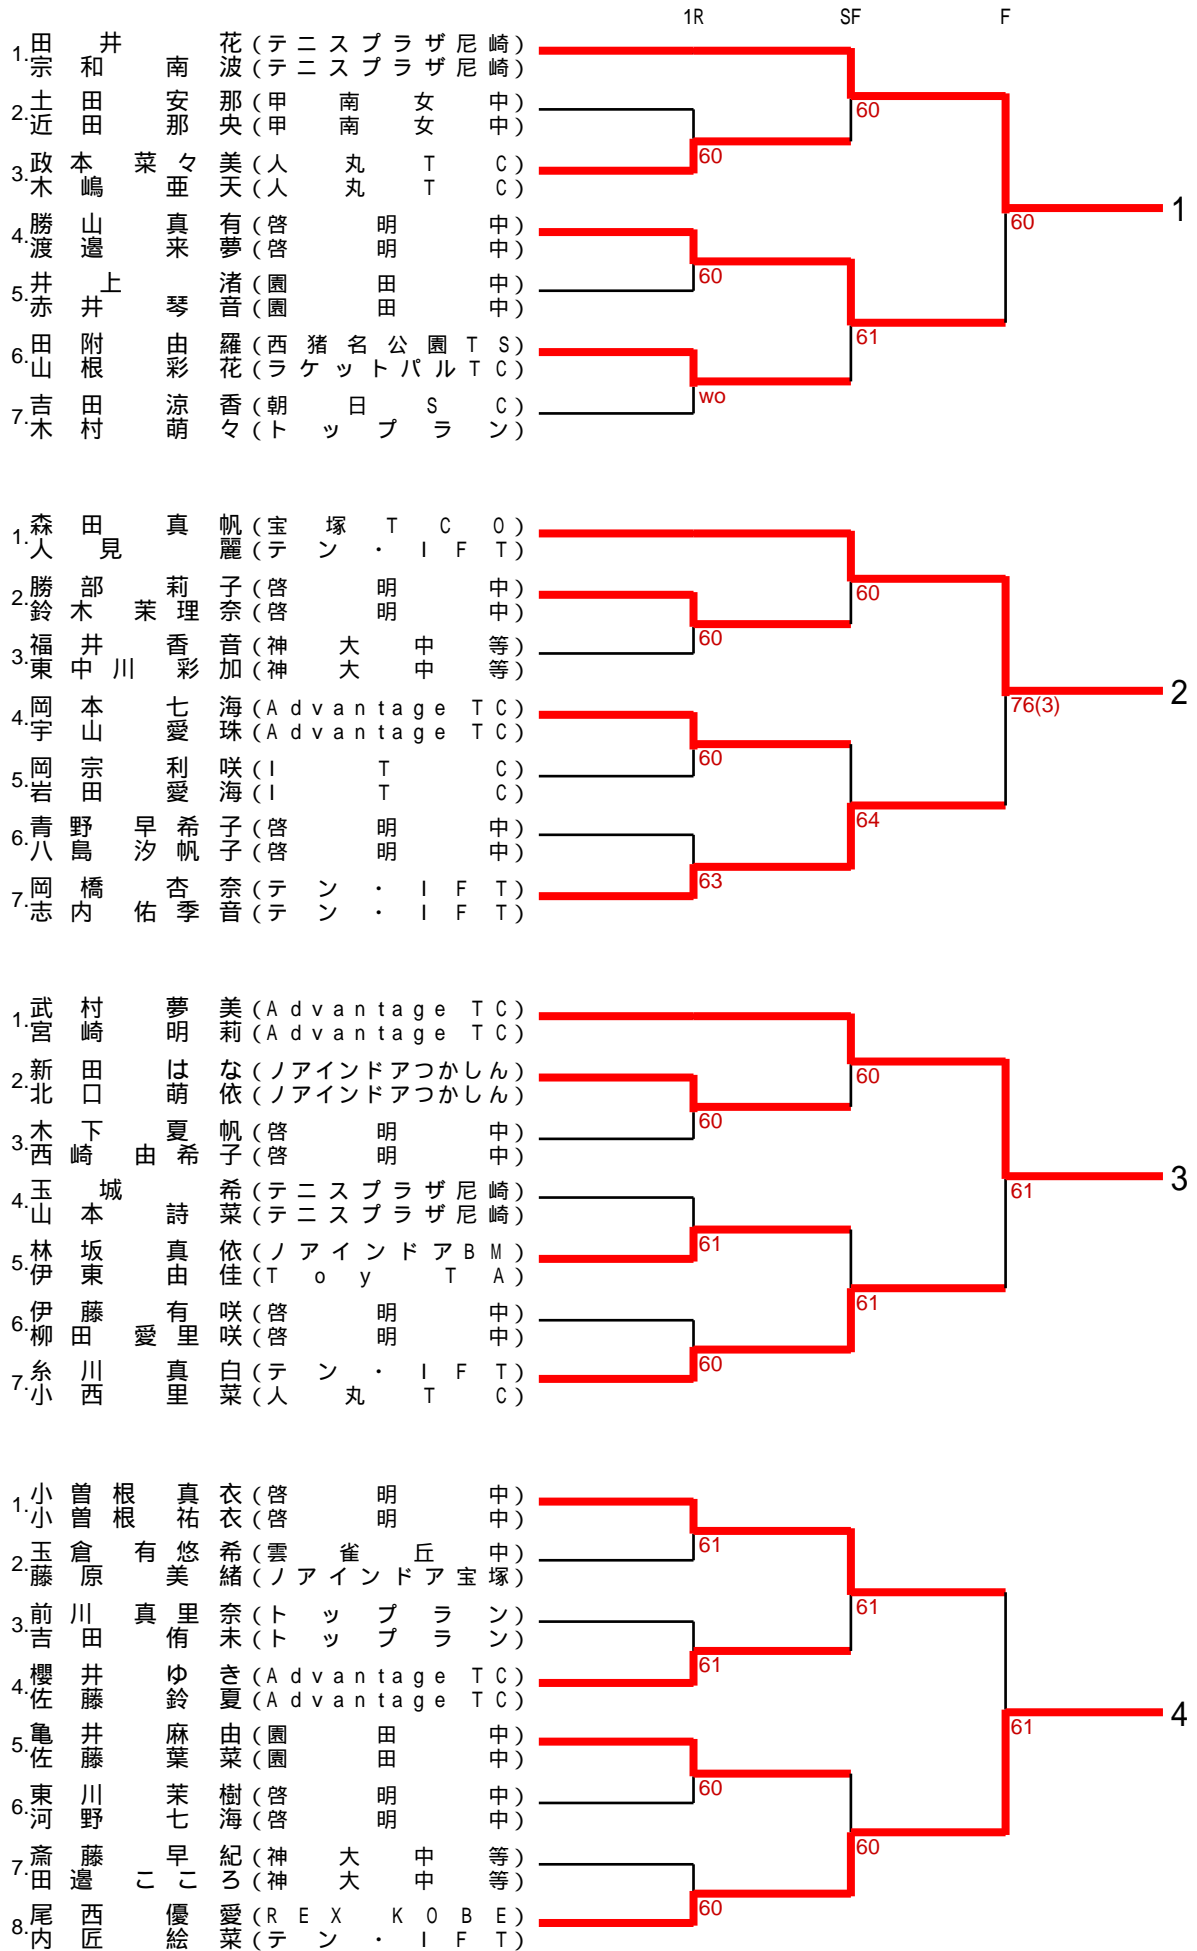 1R SF F
1. 田井 花 (テニスプラザ尼崎)
宗和 南波 (テニスプラザ尼崎)
2. 土田 安那 (甲南女中)
近田 那央 (甲南女中)
60
3. 政本 菜々美 (人丸TC)
木嶋 亜天 (人丸TC)
60
1
4. 勝山 真有 (啓明中)
渡邉 来夢 (啓明中)
60
5. 井上 渚 (園田中)
赤井 琴音 (園田中)
60
6. 田附 由羅 (西猪名公園TS)
山根 彩花 (ラケットパルTC)
61
7. 吉田 涼香 (朝日SC)
木村 萌々 (トップラン)
wo
1. 森田 真帆 (宝塚TCO)
人見 麗 (テン・IFT)
2. 勝部 莉子 (啓明中)
鈴木 茉理奈 (啓明中)
60
3. 福井 香音 (神大中等)
東中川 彩加 (神大中等)
60
4. 岡本 七海 (Advantage TC)
宇山 愛珠 (Advantage TC)
76(3)
2
5. 岡宗 利咲 (ITC)
岩田 愛海 (ITC)
60
6. 青野 早希子 (啓明中)
八島 汐帆子 (啓明中)
64
7. 岡橋 杏奈 (テン・IFT)
志内 佑季音 (テン・IFT)
63
1. 武村 夢美 (Advantage TC)
宮崎 明莉 (Advantage TC)
2. 新田 はな (ノアインドアつかしん)
北口 萌依 (ノアインドアつかしん)
60
3. 木下 夏帆 (啓明中)
西崎 由希子 (啓明中)
60
4. 玉城 希 (テニスプラザ尼崎)
山本 詩菜 (テニスプラザ尼崎)
61
3
5. 林坂 真依 (ノアインドアBM)
伊東 由佳 (Toy TA)
61
6. 伊藤 有咲 (啓明中)
柳田 愛里咲 (啓明中)
61
7. 糸川 真白 (テン・IFT)
小西 里菜 (人丸TC)
60
1. 小曽根 真衣 (啓明中)
小曽根 祐衣 (啓明中)
2. 玉倉 有悠希 (雲雀丘中)
藤原 美緒 (ノアインドア宝塚)
61
3. 前川 真里奈 (トップラン)
吉田 侑未 (トップラン)
61
4. 櫻井 ゆき (Advantage TC)
佐藤 鈴夏 (Advantage TC)
61
5. 亀井 麻由 (園田中)
佐藤 葉菜 (園田中)
61
4
6. 東川 茉樹 (啓明中)
河野 七海 (啓明中)
60
7. 斎藤 早紀 (神大中等)
田邉 こころ (神大中等)
60
8. 尾西 優愛 (REX KOBE)
内匠 絵菜 (テン・IFT)
60